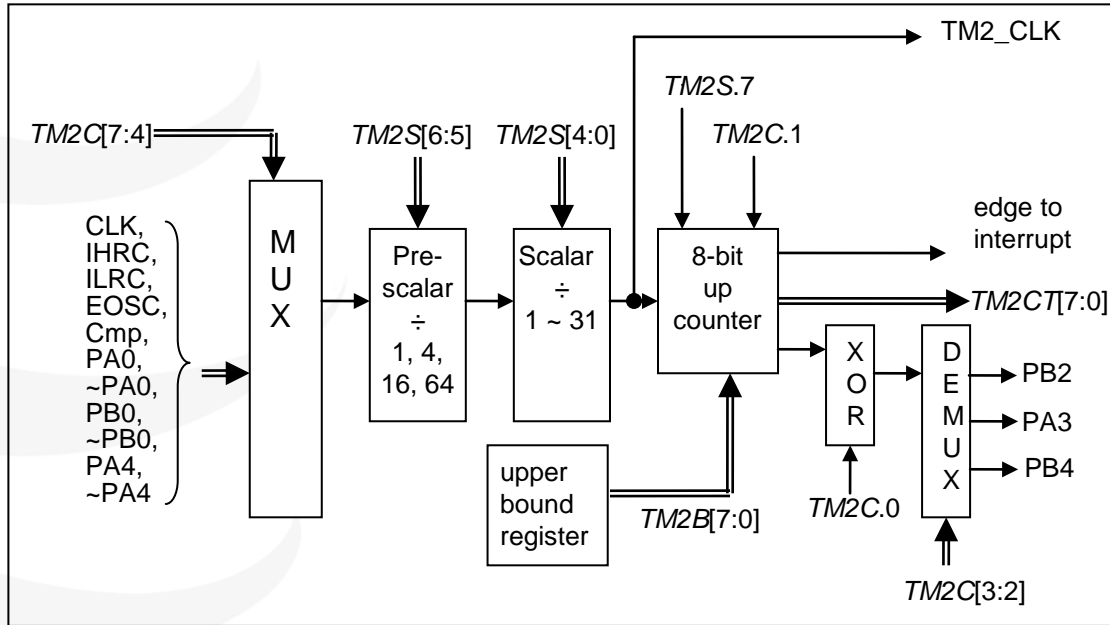 TM2_CLK
TM2S.7
TM2C[7:4]
TM2S[6:5]
TM2S[4:0]
TM2C.1
CLK,
IHRC,
ILRC,
EOSC,
Cmp,
PA0,
~PA0,
PB0,
~PB0,
PA4,
~PA4
M
U
X
Pre-
scalar
÷
1, 4,
16, 64
Scalar
÷
1 ~ 31
8-bit
up
counter
edge to
interrupt
TM2CT[7:0]
X
O
R
D
E
M
U
X
PB2
PA3
PB4
upper
bound
register
TM2B[7:0]
TM2C.0
TM2C[3:2]